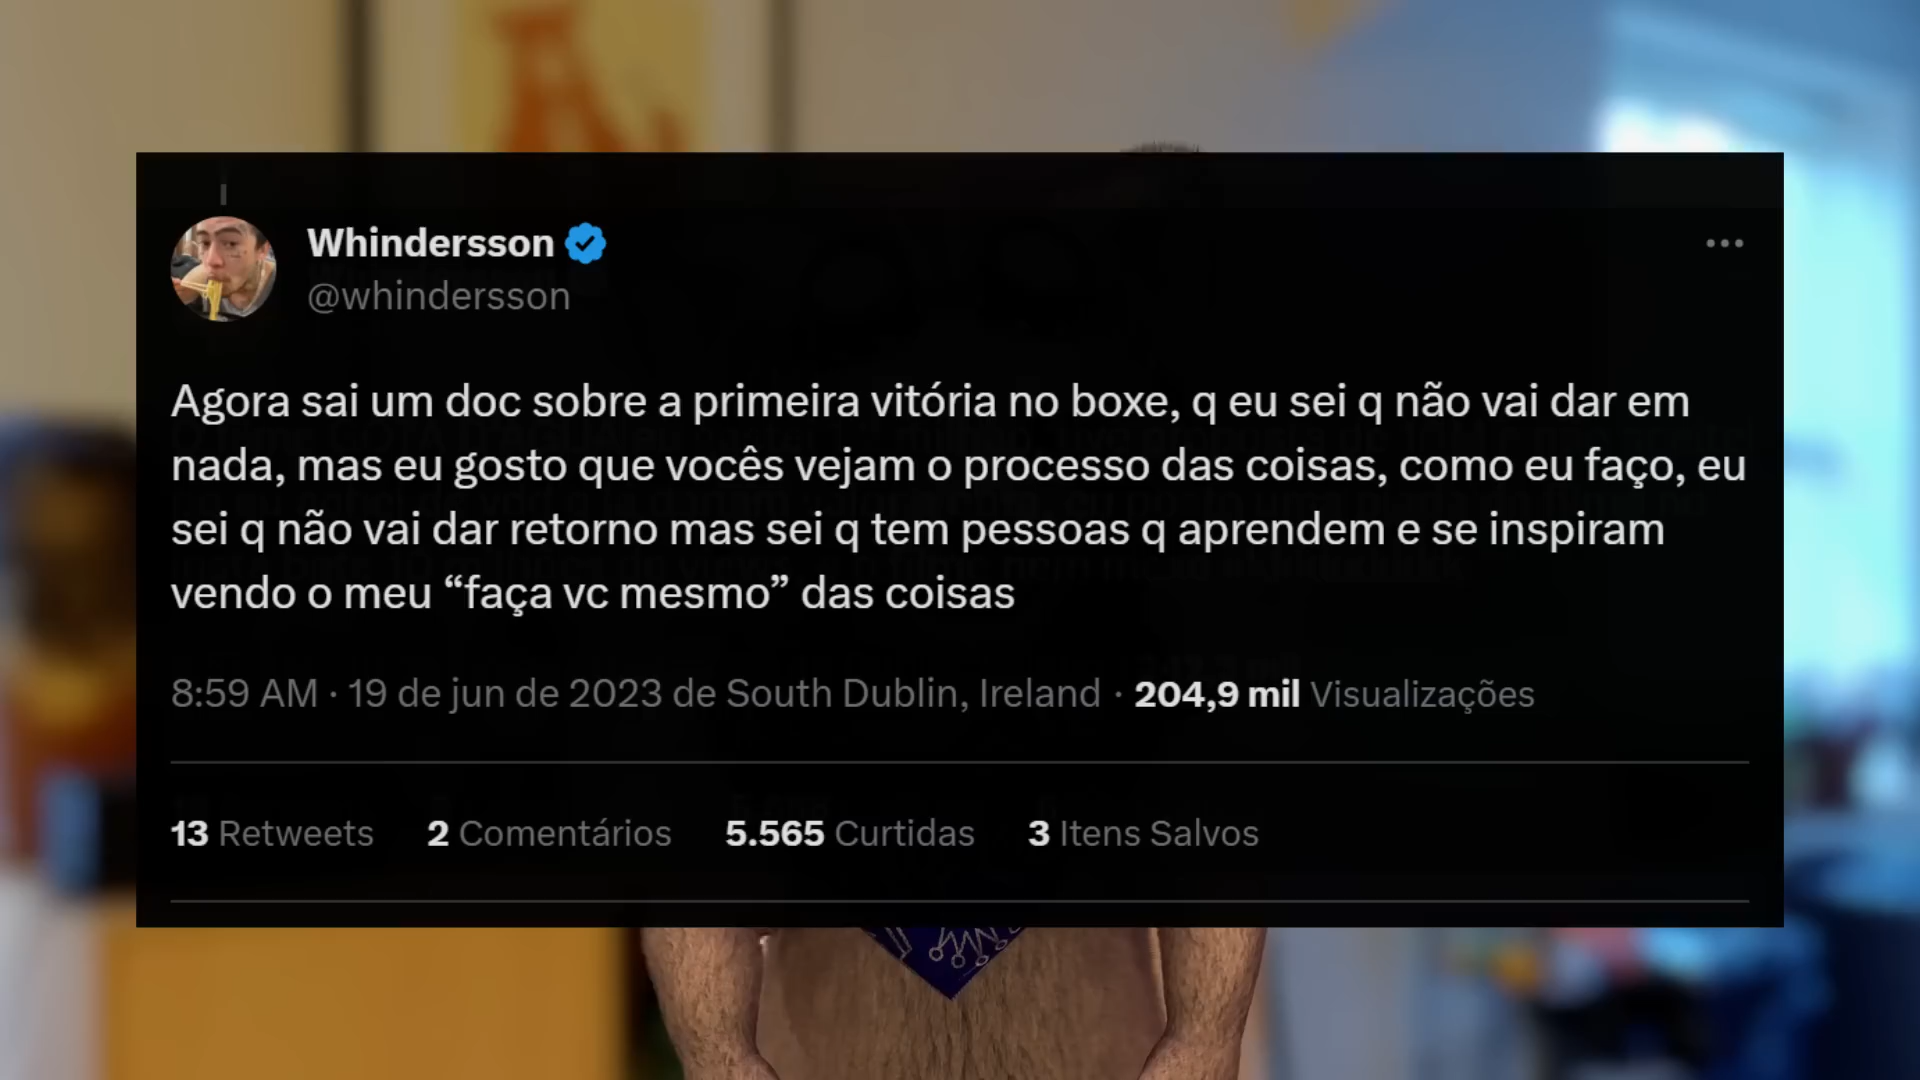 Whindersson
@whindersson
Agora sai um doc sobre a primeira vitória no boxe, q eu sei q não vai dar em
nada, mas eu gosto que vocês vejam o processo das coisas, como eu faço, eu
sei q não vai dar retorno mas sei q tem pessoas q aprendem e se inspiram
vendo o meu “faça vc mesmo” das coisas
8:59 AM · 19 de jun de 2023 de South Dublin, Ireland · 204,9 mil Visualizações
13 Retweets 2 Comentários 5.565 Curtidas 3 Itens Salvos